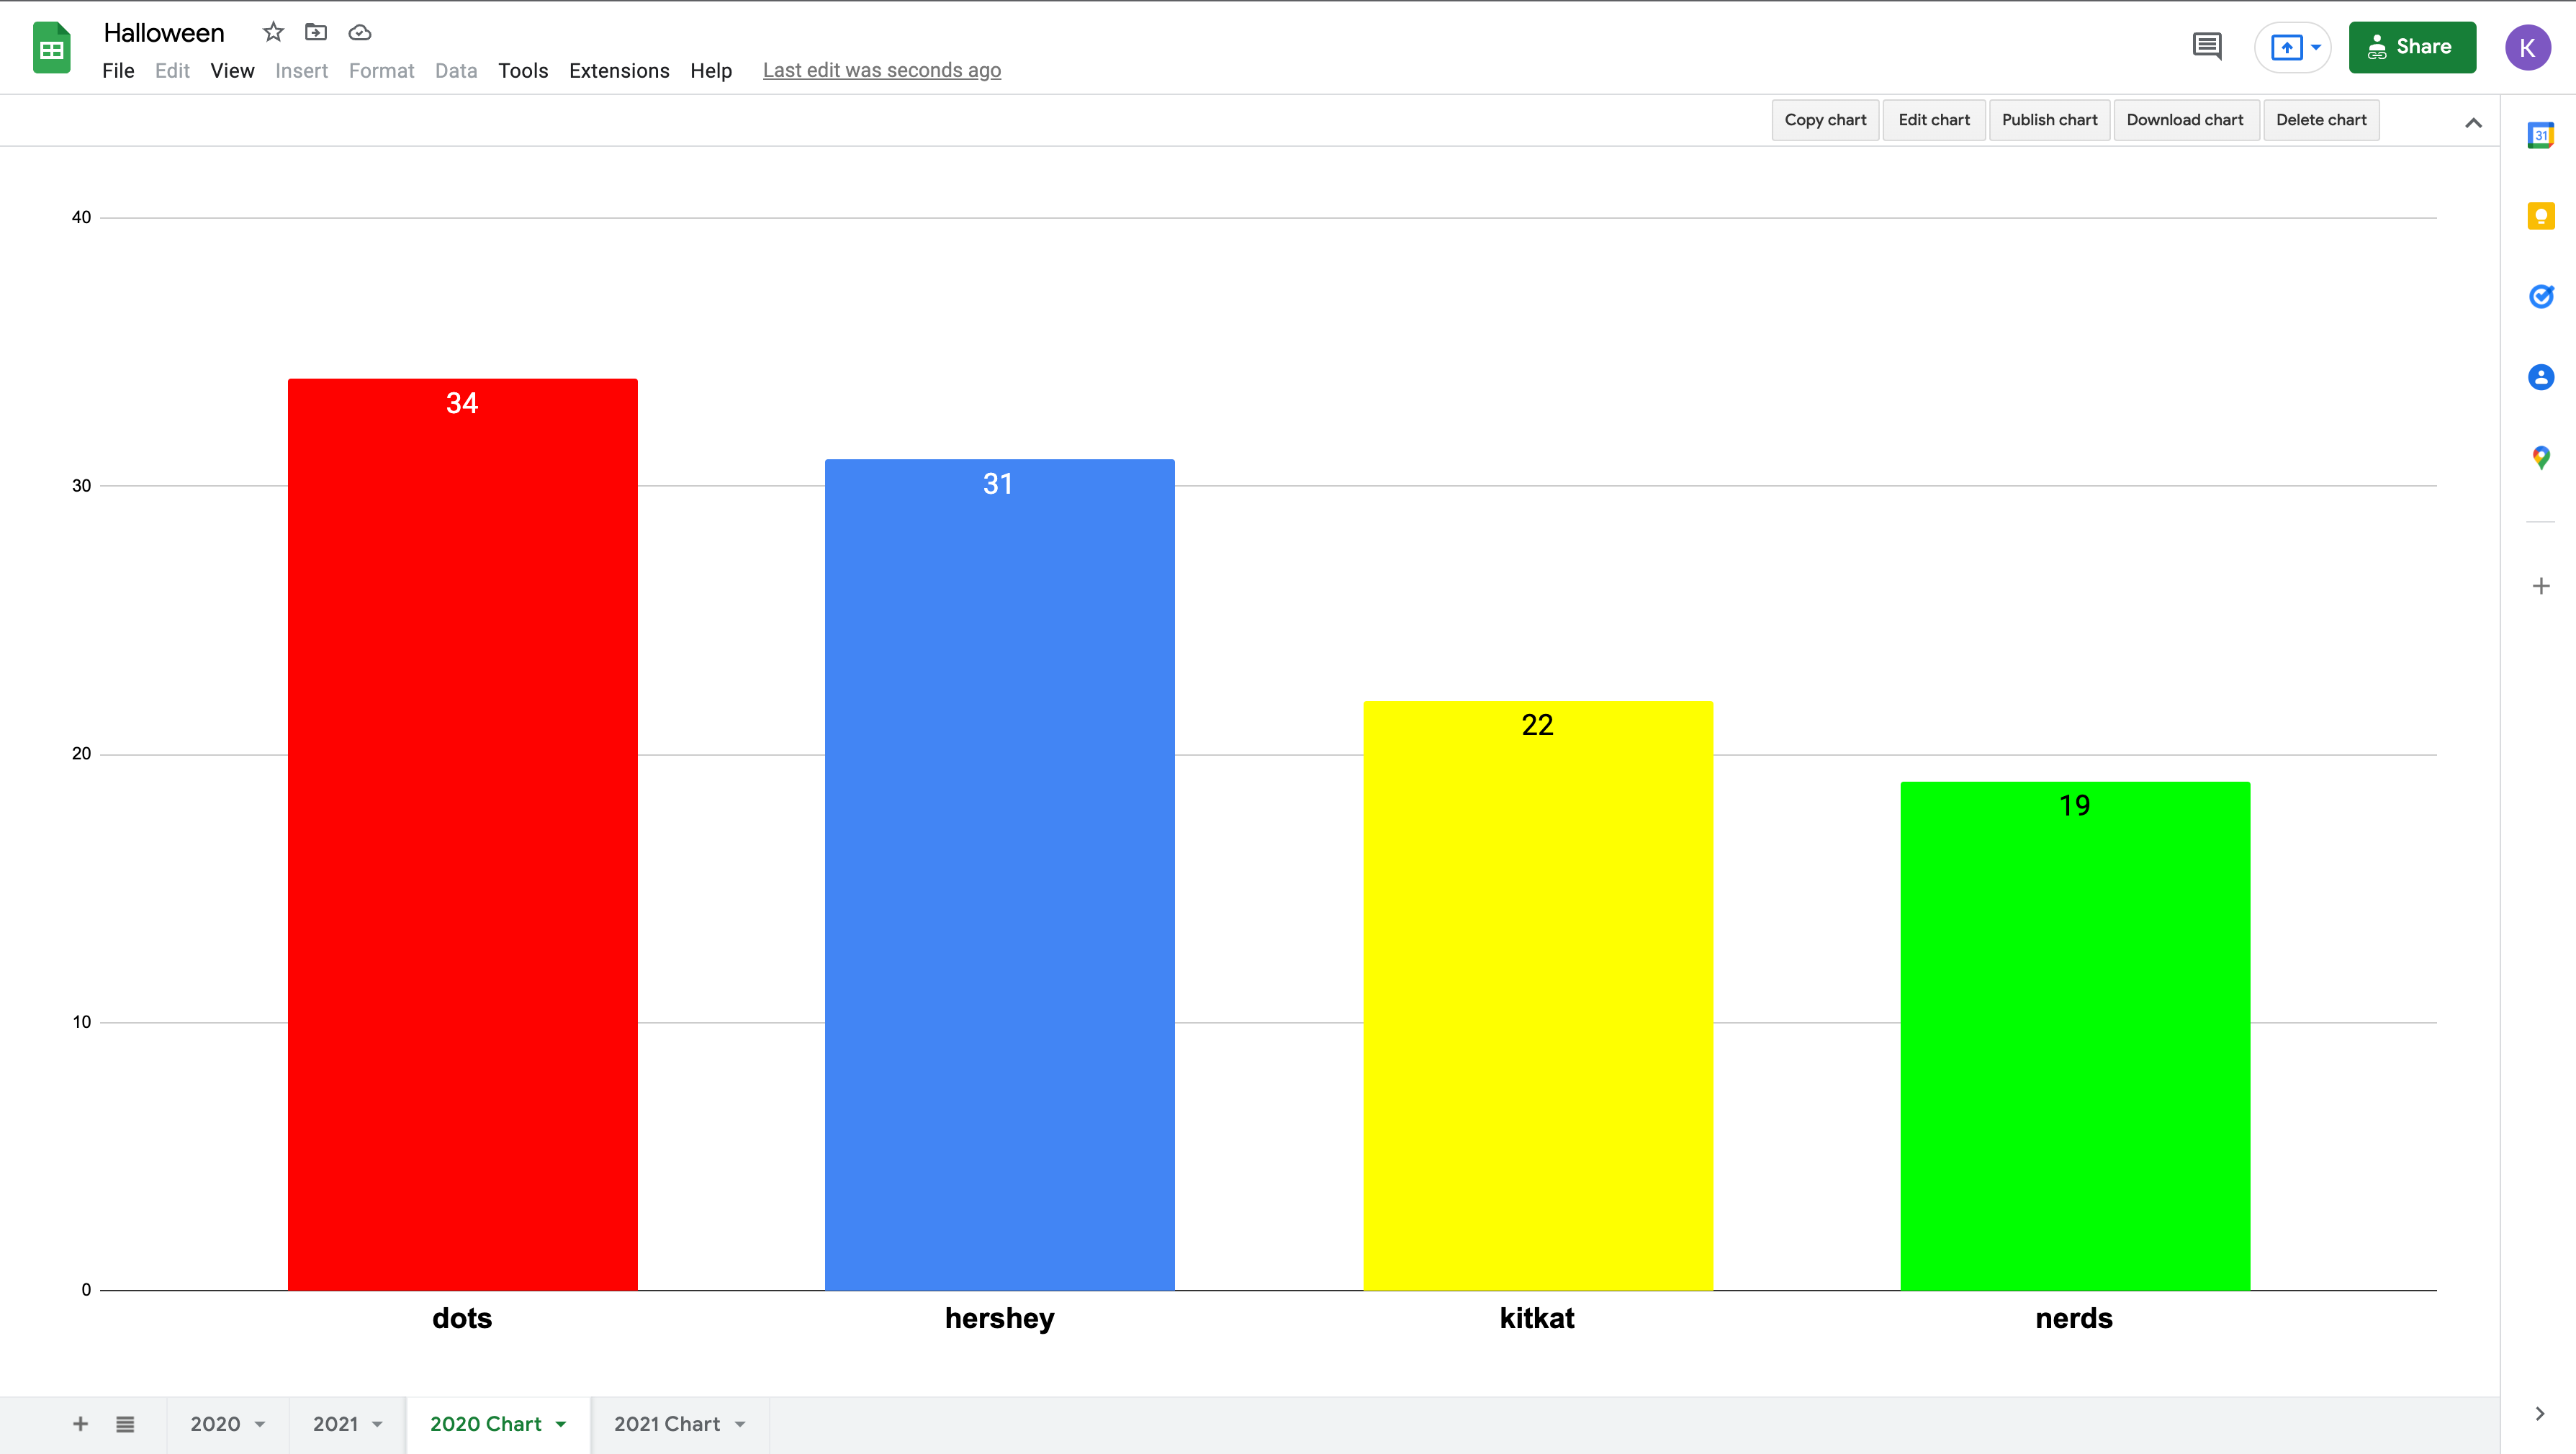 Halloween
File Edit View Insert Format Data Tools Extensions Help Last edit was seconds ago
Share
K
Copy chart Edit chart Publish chart Download chart Delete chart
31
40
34
30
31
22
20
19
10
0
dots hershey kitkat nerds
2020 2021 2020 Chart 2021 Chart